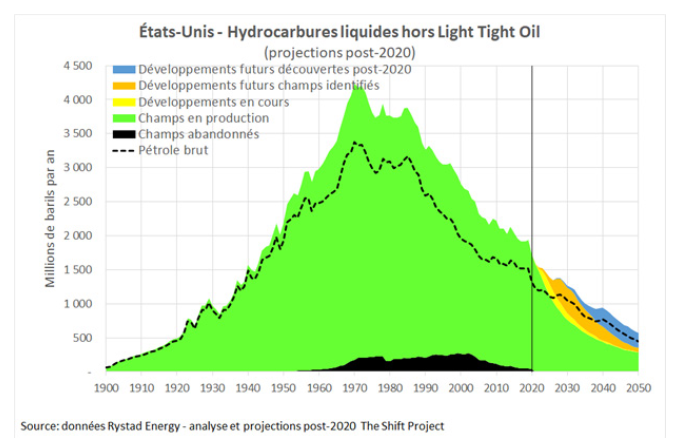 États-Unis - Hydrocarbures liquides hors Light Tight Oil
(projections post-2020)
Millions de barils par an
4 500
4 000
3 500
3 000
2 500
2 000
1 500
1 000
500
-
Développements futurs découvertes post-2020
Développements futurs champs identifiés
Développements en cours
Champs en production
Champs abandonnés
Pétrole brut
1900 1910 1920 1930 1940 1950 1960 1970 1980 1990 2000 2010 2020 2030 2040 2050
Source: données Rystad Energy - analyse et projections post-2020 The Shift Project